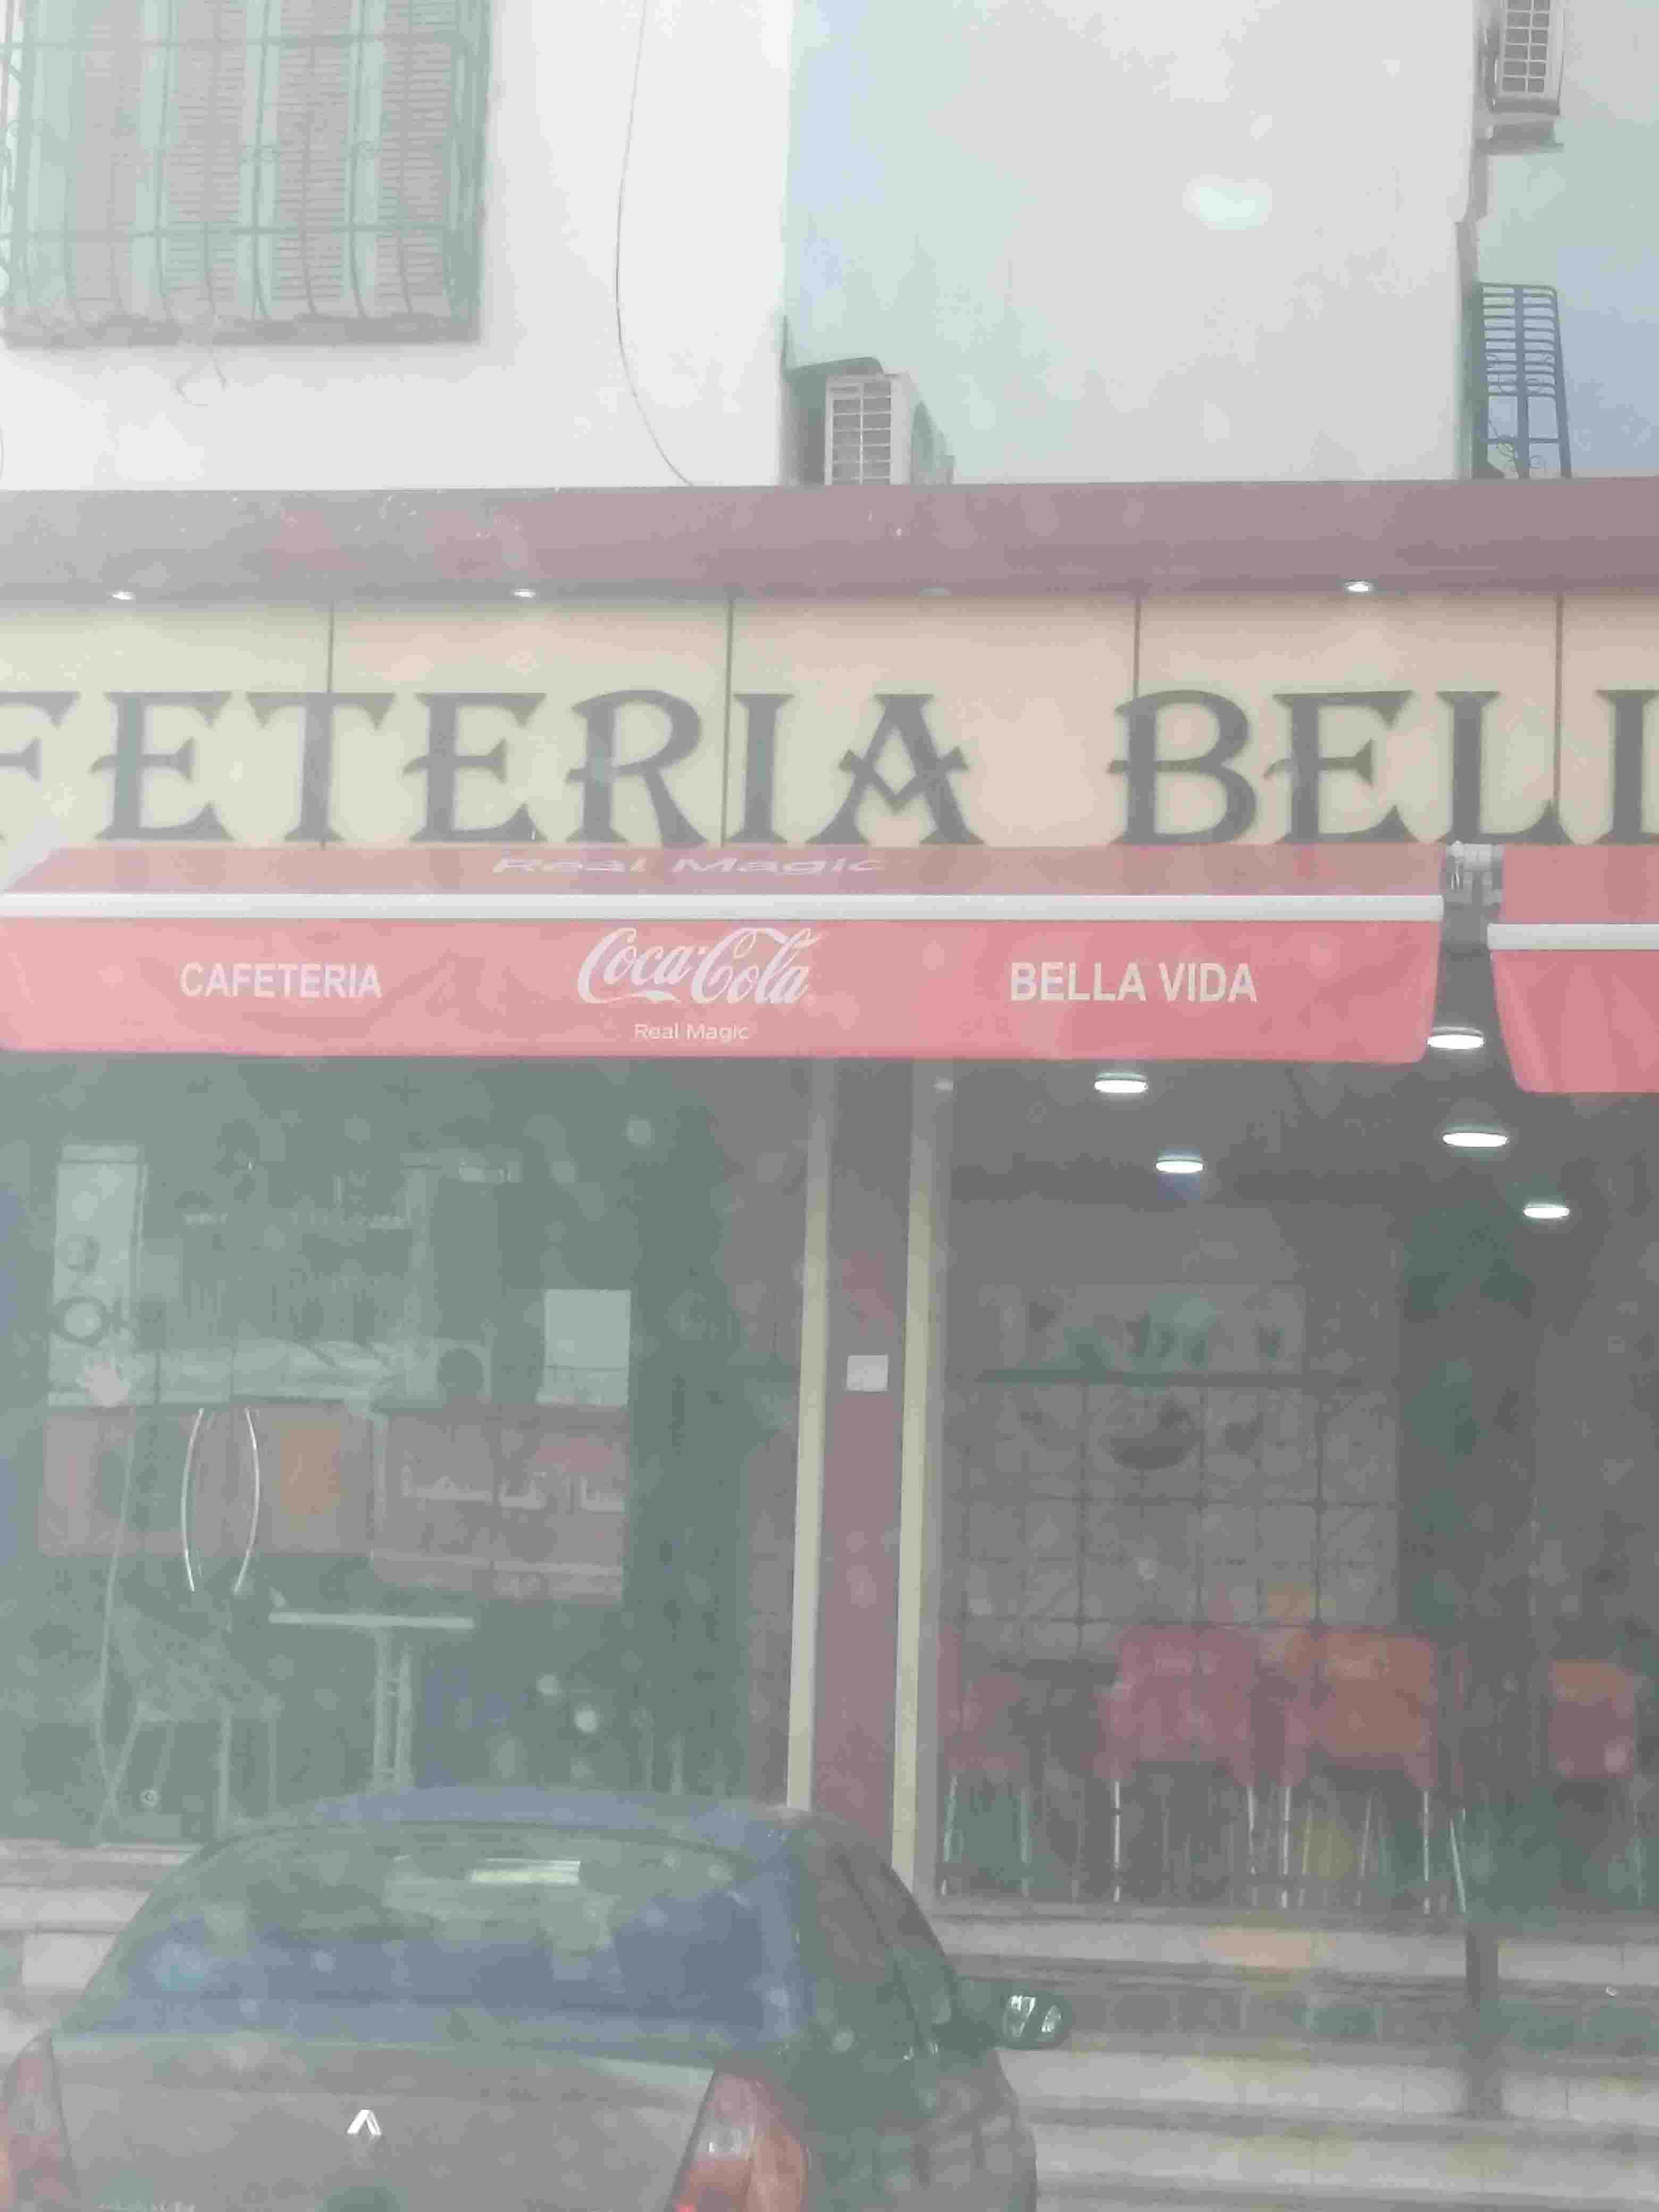 FETERIA BELL
Real Magic
CAFETERIA Coca-Cola BELLA VIDA
Real Magic